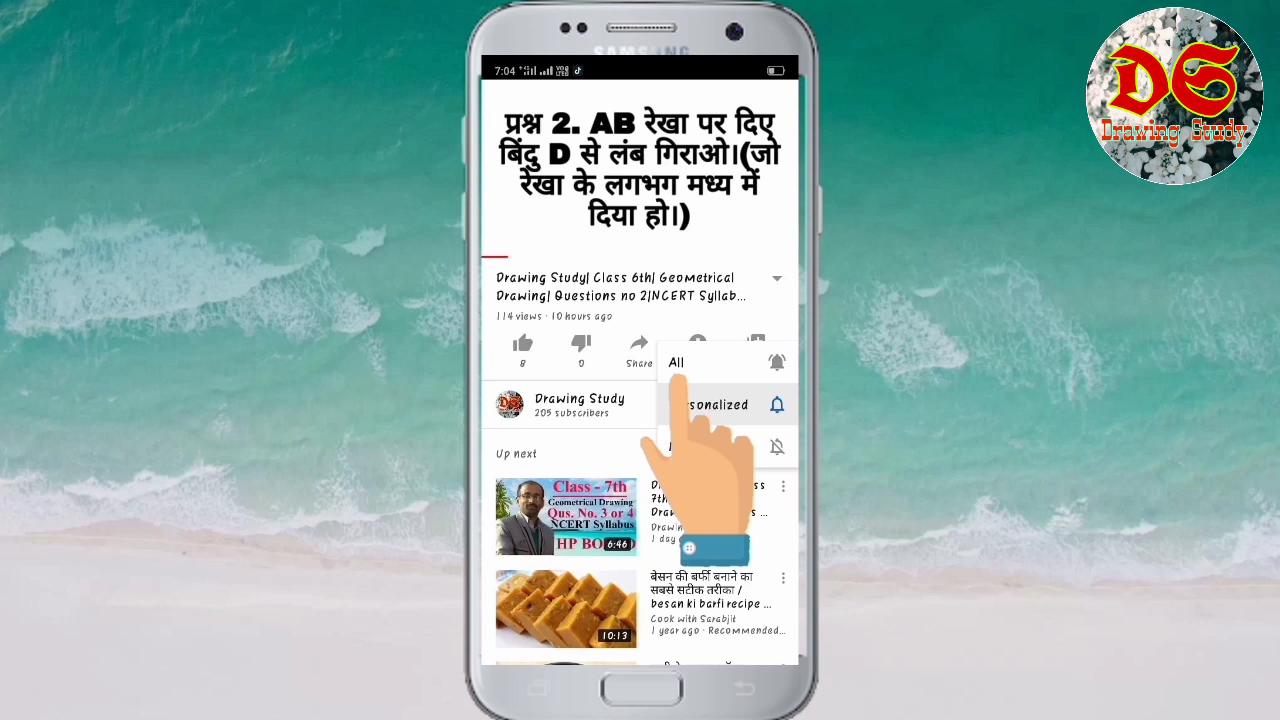 DS
Drawing Study
SAMSUNG
7:04
प्रश्न 2. AB रेखा पर दिए
बिंदु D से लंब गिराओ।(जो
रेखा के लगभग मध्य में
दिया हो।)
Drawing Study| Class 6th| Geometrical
Drawing| Questions no 2|NCERT Syllab...
114 views · 10 hours ago
8
0
Share
All
Drawing Study
205 subscribers
Up next
Class - 7th
Geometrical Drawing
Qus. No. 3 or 4
NCERT Syllabus
HP
6:46
7th
1 day
बेसन की बर्फी बनाने का
सबसे सटीक तरीका /
besan ki barfi recipe ...
Cook with Sarabjit
1 year ago · Recommended...
10:13